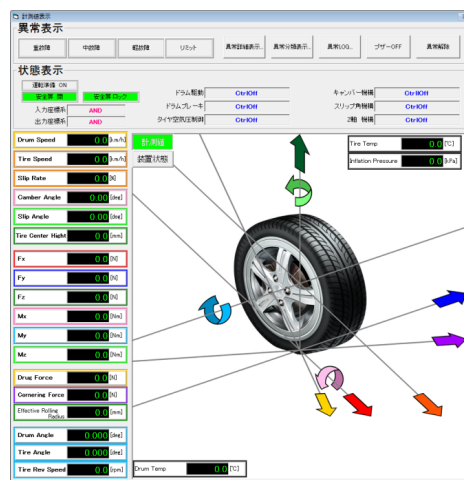 計測値表示
異常表示
重故障 中故障 軽故障 リミット 異常詳細表示.. 異常分類表示.. 異常LOG.. ブザーOFF 異常解除
状態表示
運転準備 ON
安全扉 閉 安全扉 ロック
入力座標系 AND
出力座標系 AND
ドラム駆動 CtrlOff
ドラムブレーキ CtrlOff
タイヤ空気圧制御 CtrlOff
キャンバー機構 CtrlOff
スリップ角機構 CtrlOff
Z軸 機構 CtrlOff
Drum Speed 0.0 [km/h]
Tire Speed 0.0 [km/h]
Slip Rate 0.0 [%]
Camber Angle 0.00 [deg]
Slip Angle 0.00 [deg]
Tire Center Hight 0.0 [mm]
Fx 0.0 [N]
Fy 0.0 [N]
Fz 0.0 [N]
Mx 0.0 [Nm]
My 0.0 [Nm]
Mz 0.0 [Nm]
Drug Force 0.0 [N]
Cornering Force 0.0 [N]
Effective Rolling
Radius 0.0 [mm]
Drum Angle 0.000 [deg]
Tire Angle 0.000 [deg]
Tire Rev Speed 0.0 [rpm]
計測値
装置状態
Tire Temp 0.0 [℃]
Inflation Pressure 0.0 [kPa]
Drum Temp 0.0 [℃]